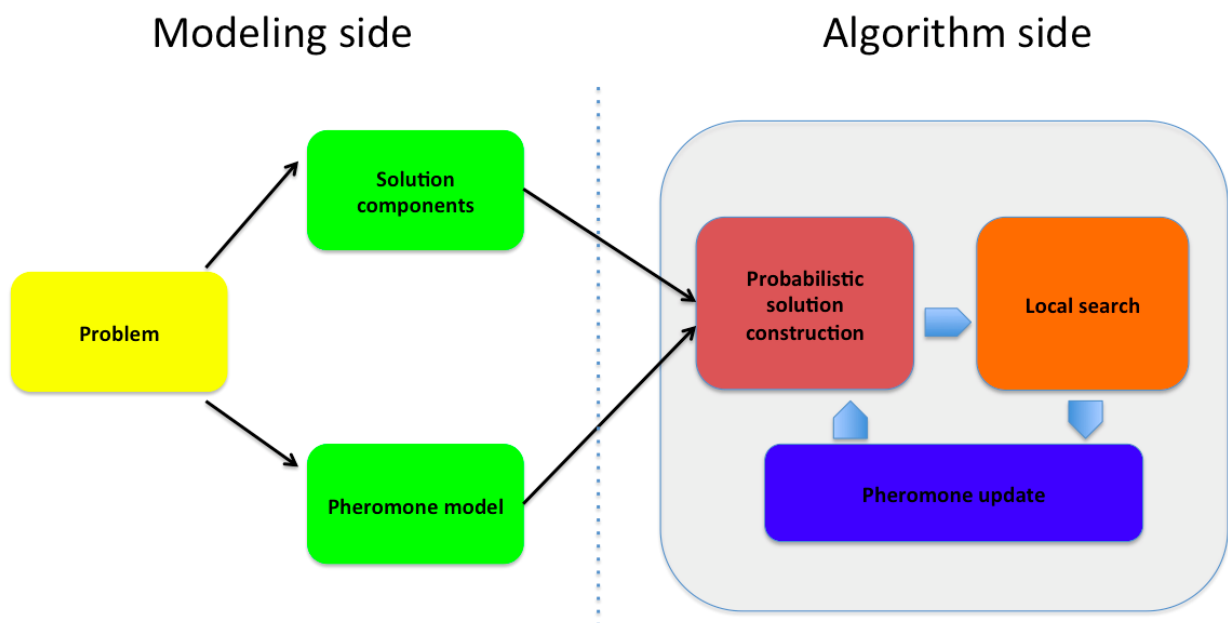 Modeling side
Algorithm side
Solution
components
Problem
Pheromone model
Probabilistic
solution
construction
Local search
Pheromone update